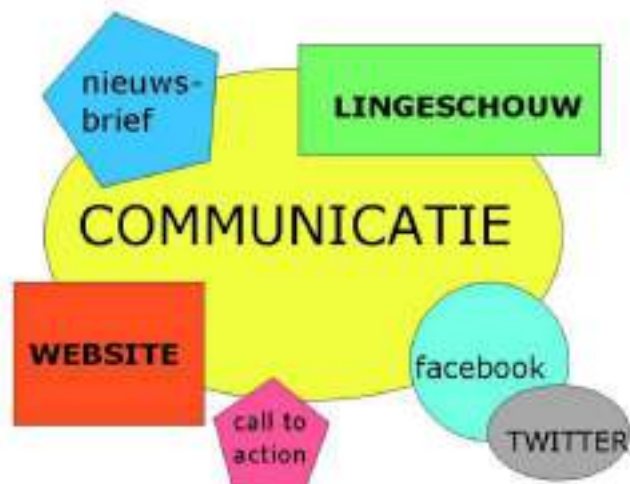 nieuws-
brief
LINGESCHOUW
COMMUNICATIE
WEBSITE
facebook
TWITTER
call to
action